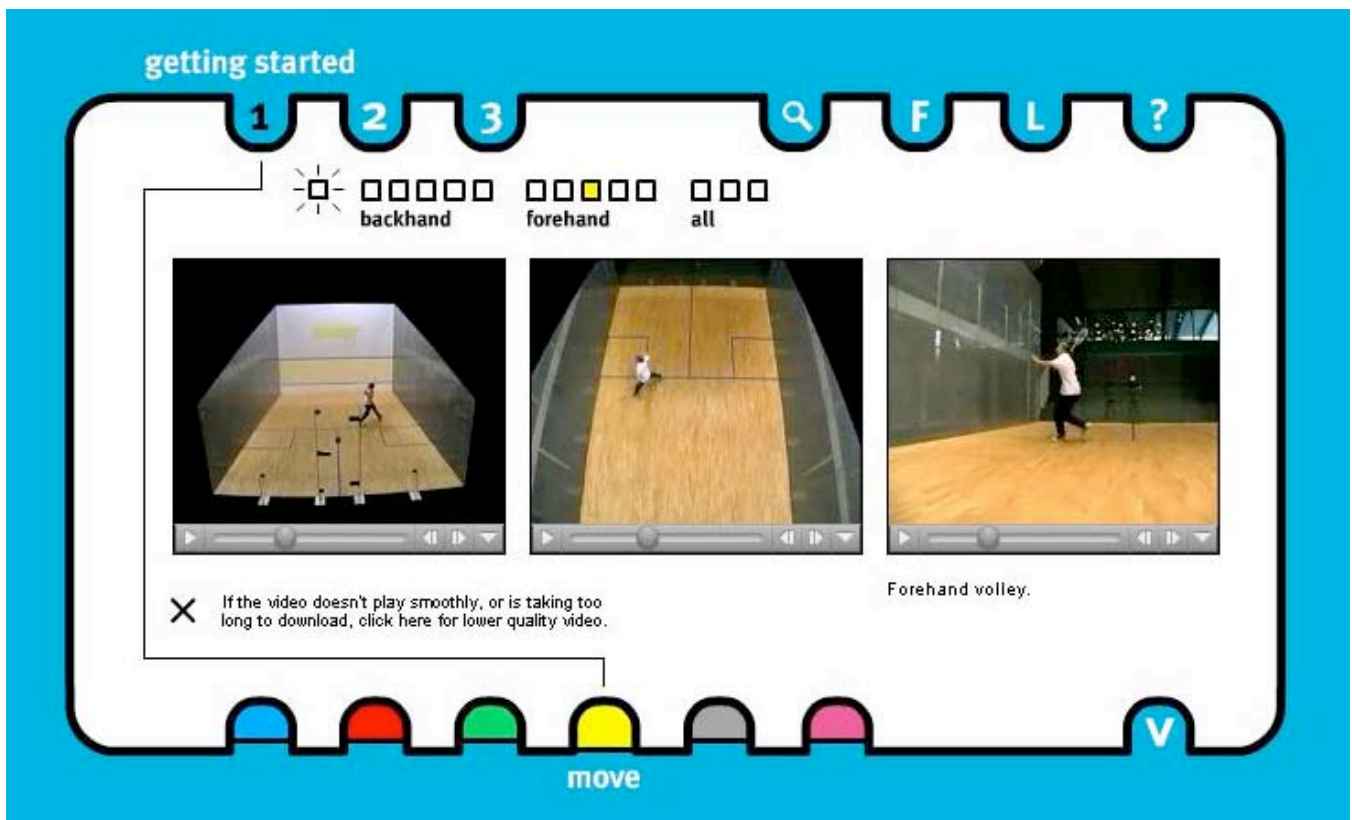 getting started
1 2 3 F L ?
backhand forehand all
If the video doesn't play smoothly, or is taking too
long to download, click here for lower quality video.
Forehand volley.
V
move